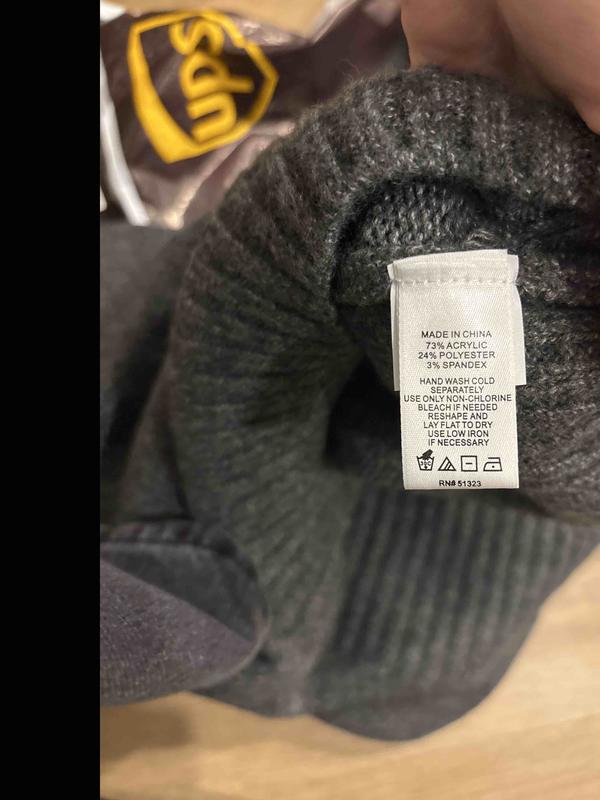 ups
MADE IN CHINA
73% ACRYLIC
24% POLYESTER
3% SPANDEX
HAND WASH COLD
SEPARATELY
USE ONLY NON-CHLORINE
BLEACH IF NEEDED
RESHAPE AND
LAY FLAT TO DRY
USE LOW IRON
IF NECESSARY
RN# 51323